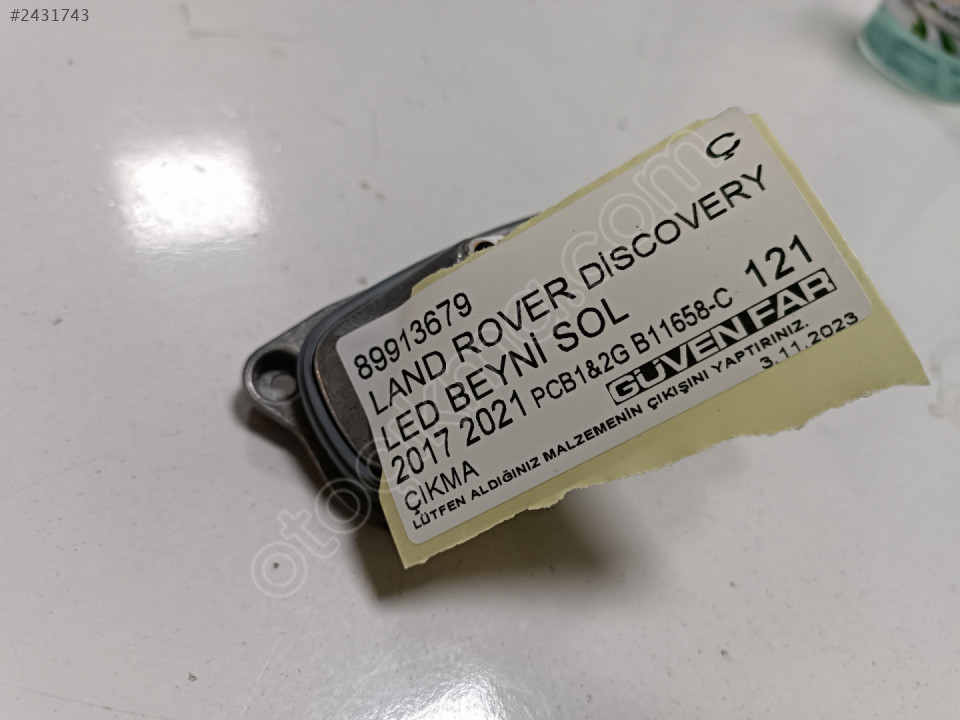 #2431743
Ç
89913679
LAND ROVER DİSCOVERY
LED BEYNİ SOL
2017 2021 PCB1&2G B11658-C 121
GÜVEN FAR
ÇIKMA
LÜTFEN ALDIĞINIZ MALZEMENİN ÇIKIŞINI YAPTIRINIZ.
3.11.2023